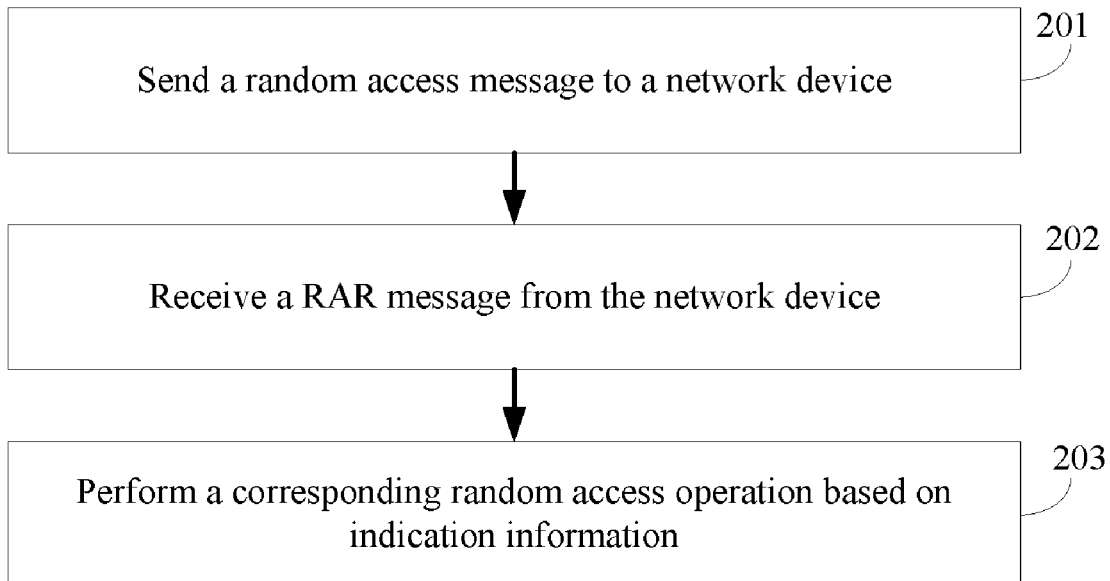 201
Send a random access message to a network device
202
Receive a RAR message from the network device
203
Perform a corresponding random access operation based on
indication information